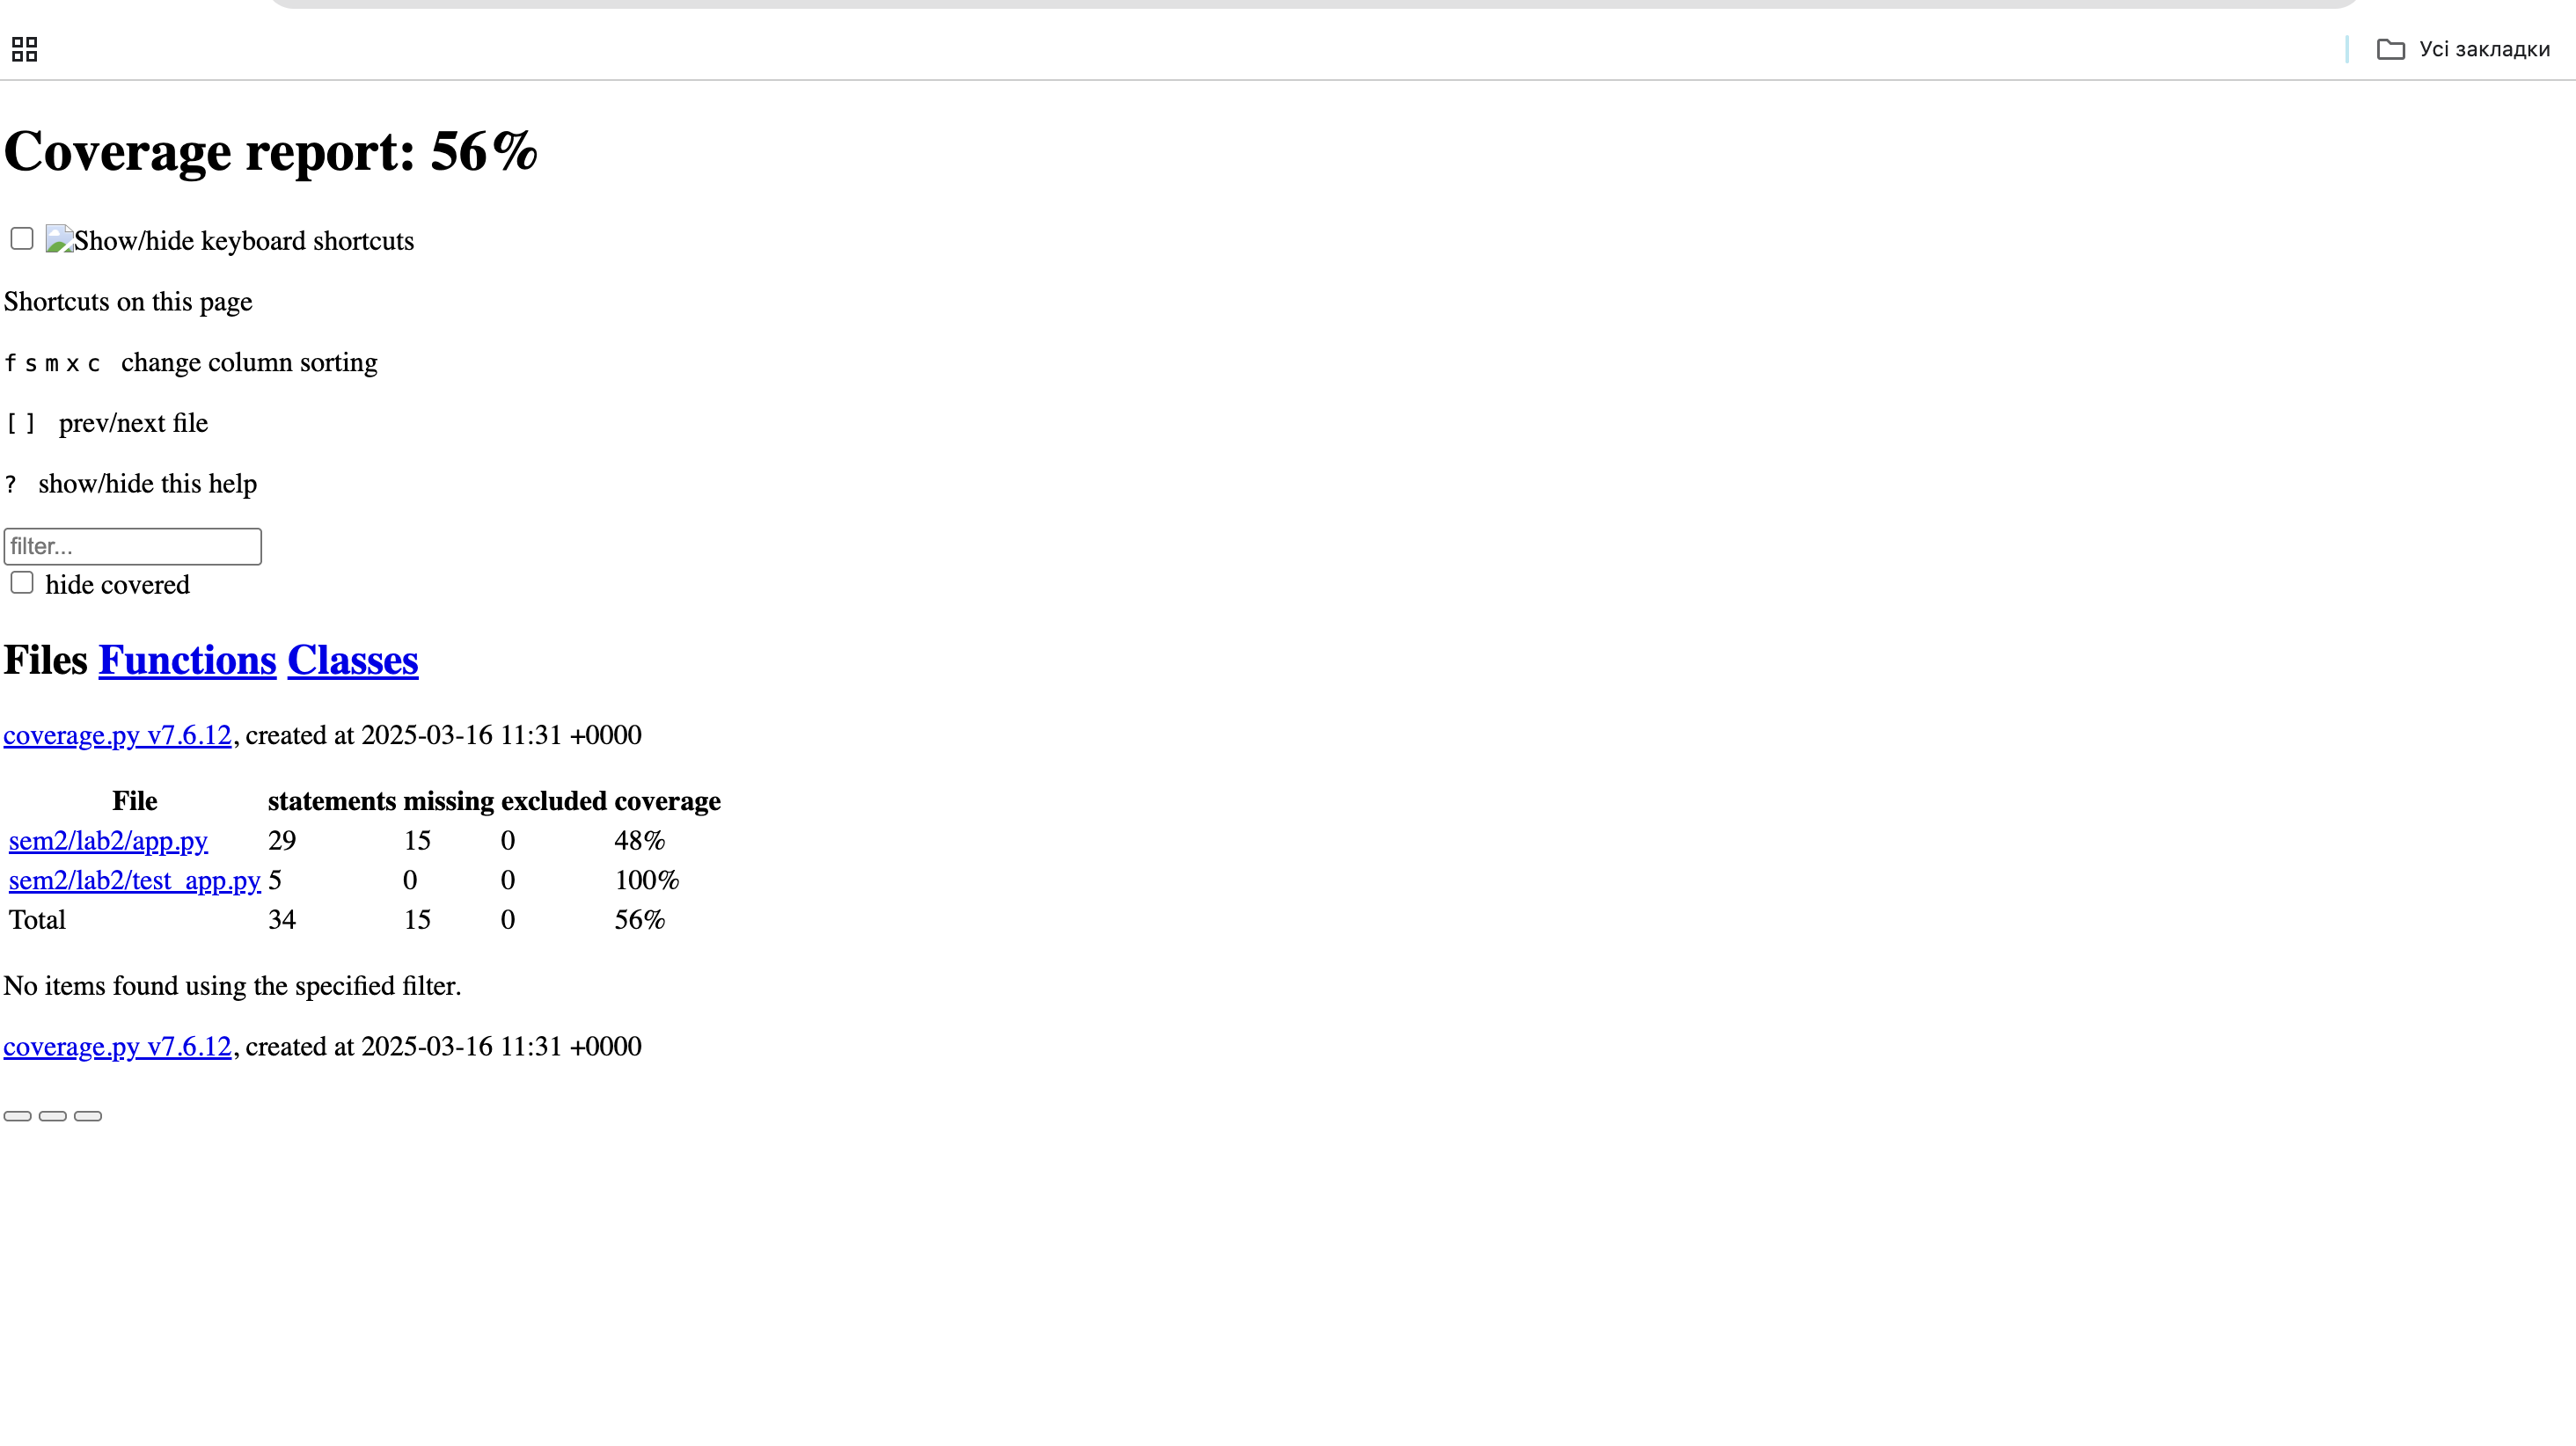 Усі закладки
Coverage report: 56%
Show/hide keyboard shortcuts
Shortcuts on this page
f s m x c change column sorting
[ ] prev/next file
? show/hide this help
filter...
hide covered
Files Functions Classes
coverage.py v7.6.12, created at 2025-03-16 11:31 +0000
File statements missing excluded coverage
sem2/lab2/app.py 29 15 0 48%
sem2/lab2/test_app.py 5 0 0 100%
Total 34 15 0 56%
No items found using the specified filter.
coverage.py v7.6.12, created at 2025-03-16 11:31 +0000